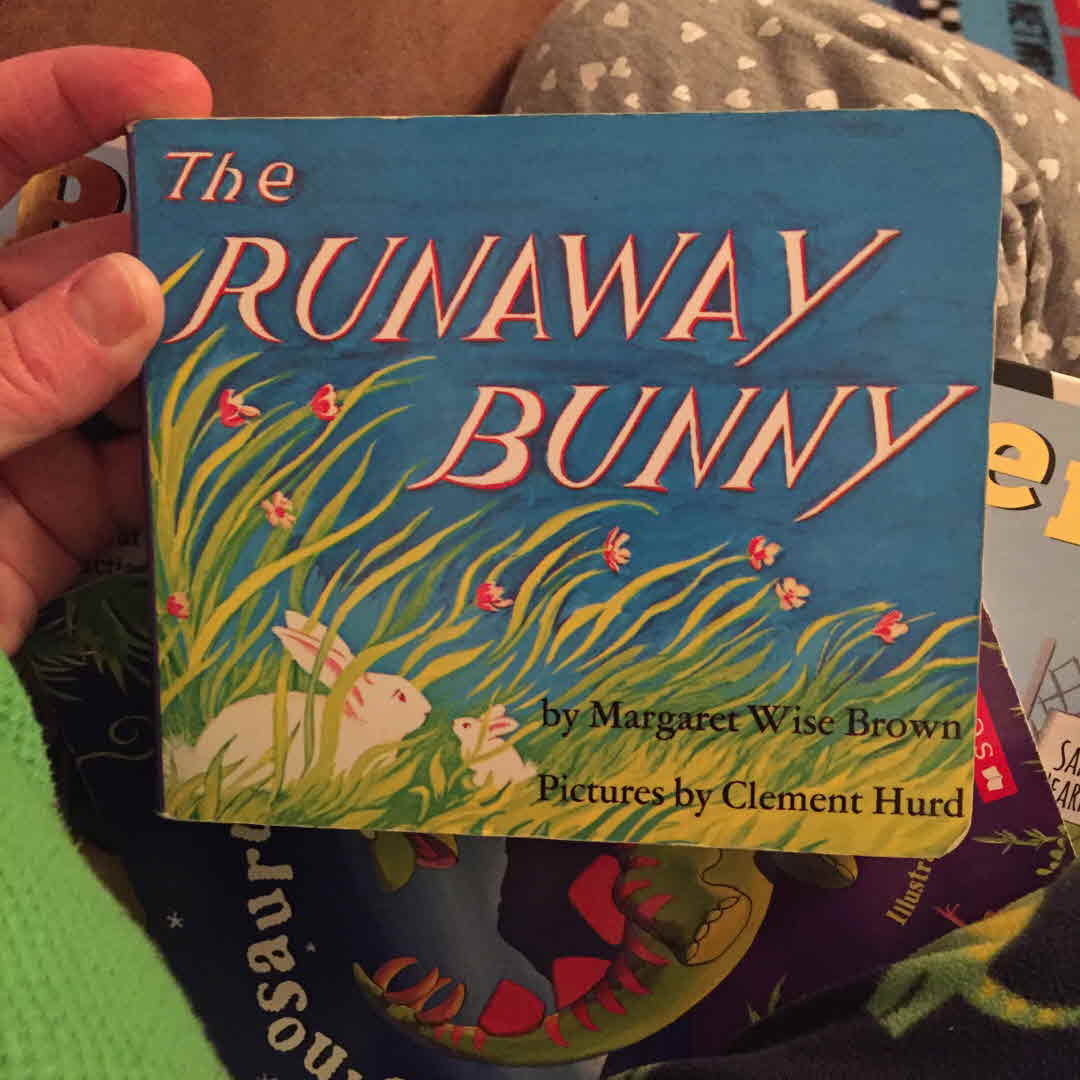 The
RUNAWAY
BUNNY
by Margaret Wise Brown
Pictures by Clement Hurd